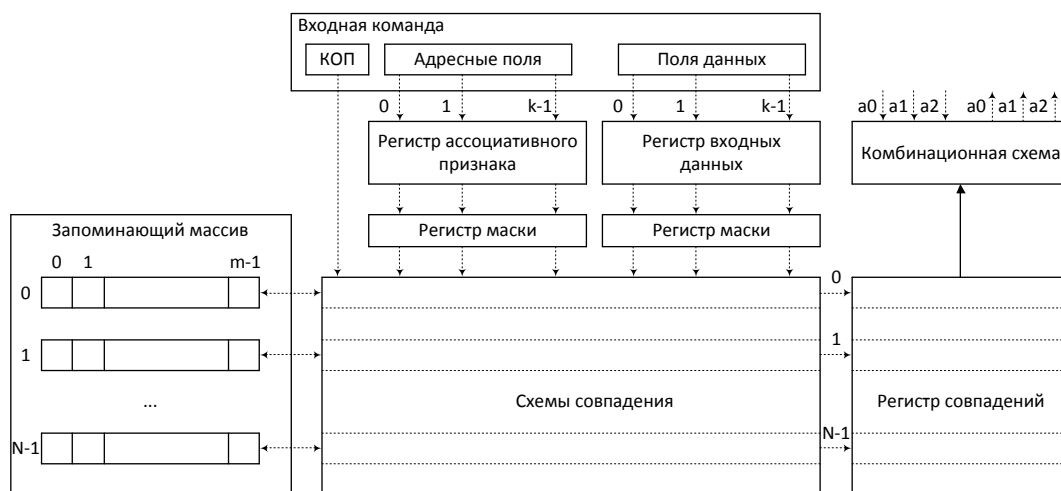 Входная команда
КОП Адресные поля Поля данных
0 1 k-1 0 1 k-1 a0 a1 a2 a0 a1 a2
Регистр ассоциативного признака
Регистр входных данных
Комбинационная схема
Запоминающий массив
Регистр маски Регистр маски
0 1 m-1
0 0
1 1
...
Схемы совпадения Регистр совпадений
N-1 N-1